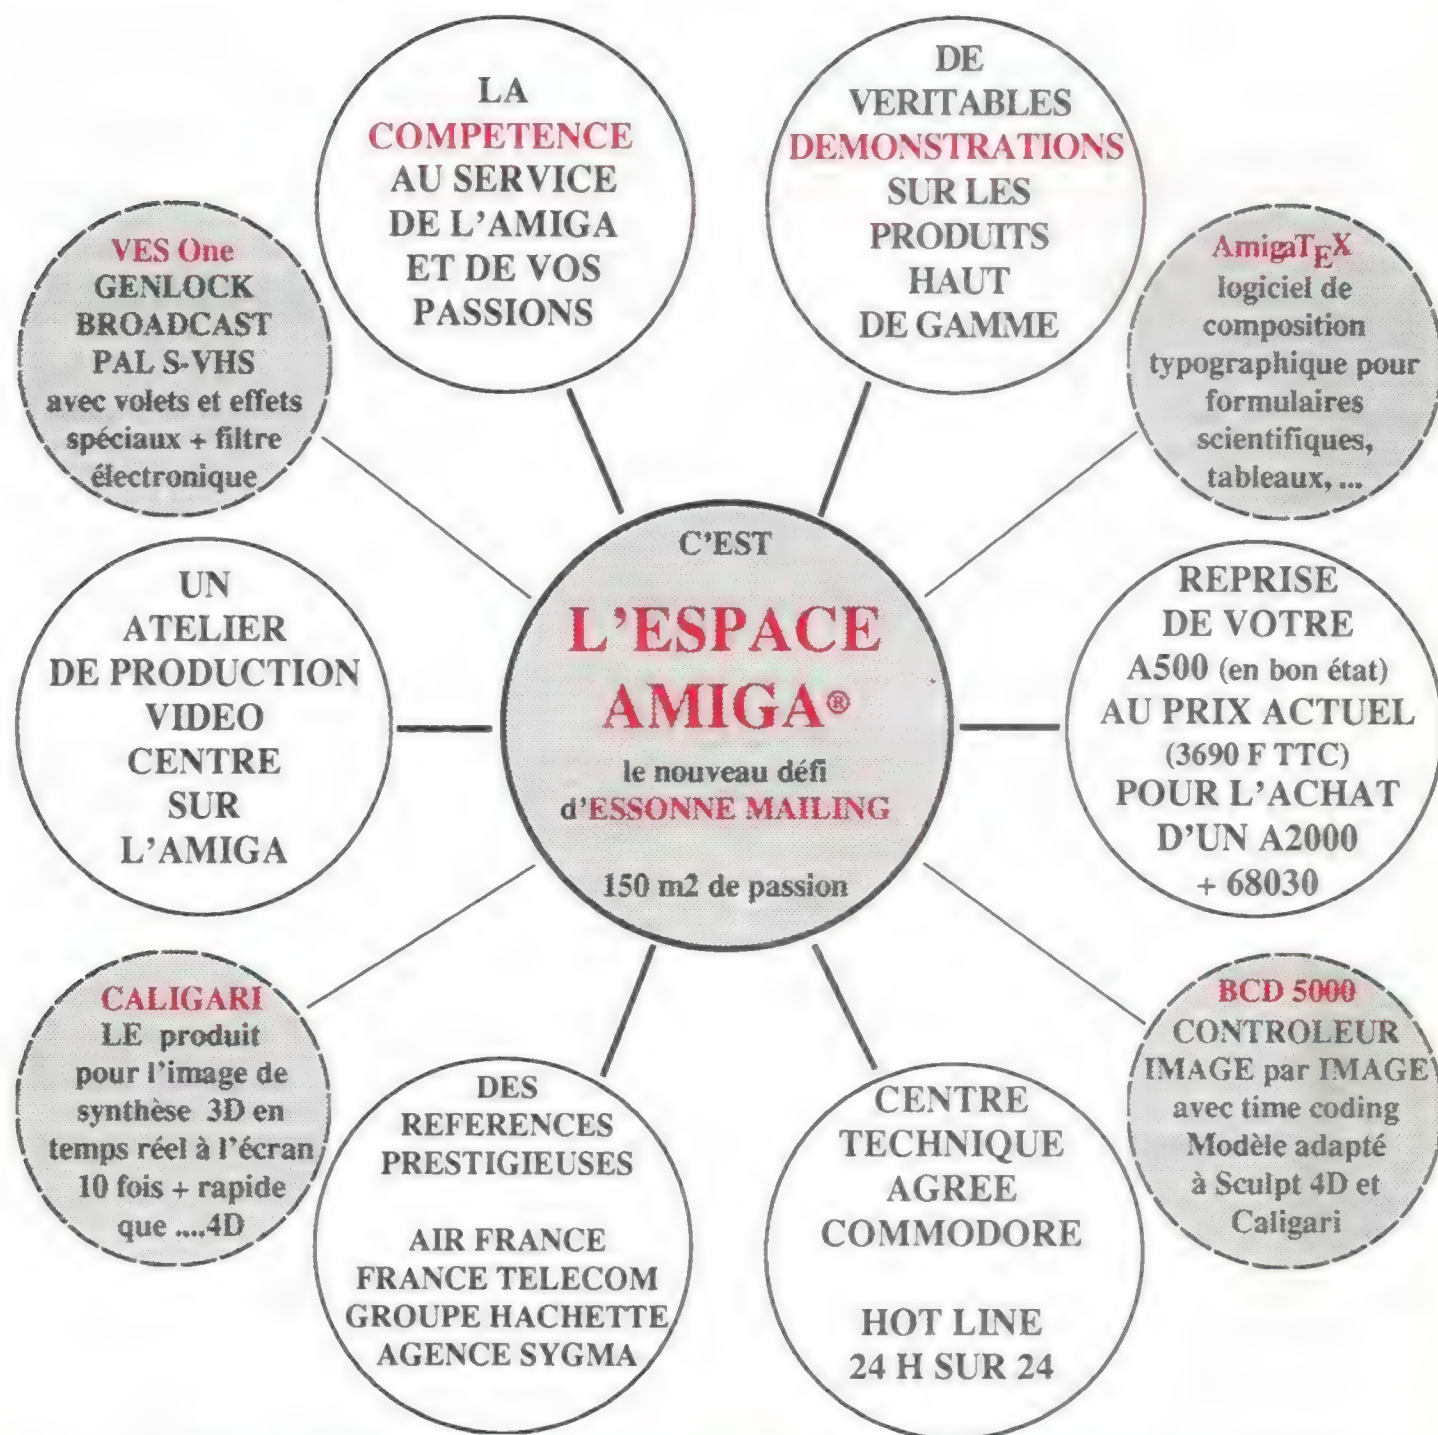 LA
COMPETENCE
AU SERVICE
DE L'AMIGA
ET DE VOS
PASSIONS
DE
VERITABLES
DEMONSTRATIONS
SUR LES
PRODUITS
HAUT
DE GAMME
VES One
GENLOCK
BROADCAST
PAL S-VHS
avec volets et effets
spéciaux + filtre
électronique
AmigaTEX
logiciel de
composition
typographique pour
formulaires
scientifiques,
tableaux, ...
C'EST
L'ESPACE
AMIGA®
le nouveau défi
d'ESSONNE MAILING
150 m2 de passion
UN
ATELIER
DE PRODUCTION
VIDEO
CENTRE
SUR
L'AMIGA
REPRISE
DE VOTRE
A500 (en bon état)
AU PRIX ACTUEL
(3690 F TTC)
POUR L'ACHAT
D'UN A2000
+ 68030
CALIGARI
LE produit
pour l'image de
synthèse 3D en
temps réel à l'écran
10 fois + rapide
que ....4D
DES
REFERENCES
PRESTIGIEUSES
AIR FRANCE
FRANCE TELECOM
GROUPE HACHETTE
AGENCE SYGMA
CENTRE
TECHNIQUE
AGREE
COMMODORE
HOT LINE
24 H SUR 24
BCD 5000
CONTROLEUR
IMAGE par IMAGE
avec time coding
Modèle adapté
à Sculpt 4D et
Caligari